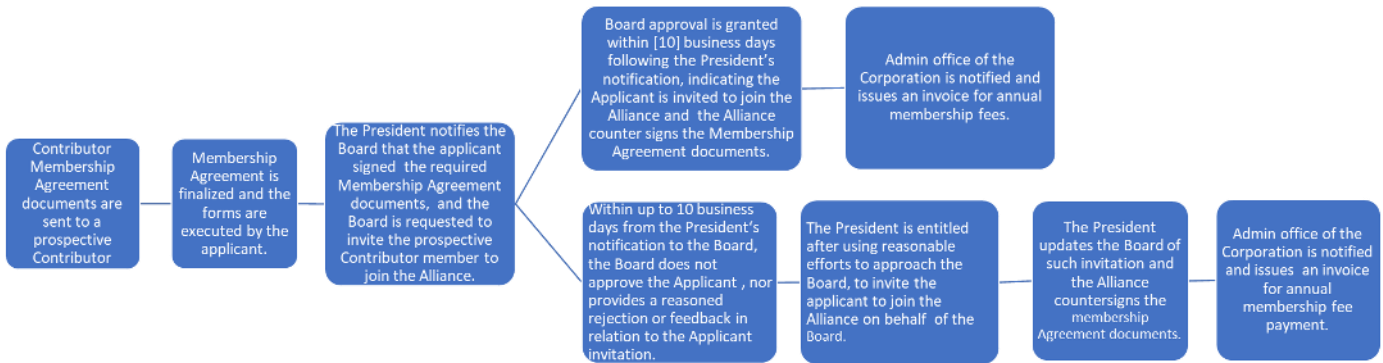 Contributor
Membership
Agreement
documents are
sent to a
prospective
Contributor
Membership
Agreement is
finalized and the
forms are
executed by the
applicant.
The President notifies the
Board that the applicant
signed the required
Membership Agreement
documents, and the
Board is requested to
invite the prospective
Contributor member to
join the Alliance.
Board approval is granted
within [10] business days
following the President's
notification, indicating the
Applicant is invited to join the
Alliance and the Alliance
counter signs the Membership
Agreement documents.
Admin office of the
Corporation is notified and
issues an invoice for annual
membership fees.
Within up to 10 business
days from the President's
notification to the Board,
the Board does not
approve the Applicant , nor
provides a reasoned
rejection or feedback in
relation to the Applicant
invitation.
The President is entitled
after using reasonable
efforts to approach the
Board, to invite the
applicant to join the
Alliance on behalf of the
Board.
The President
updates the Board of
such invitation and
the Alliance
countersigns the
membership
Agreement documents.
Admin office of the
Corporation is notified
and issues an invoice
for annual
membership fee
payment.